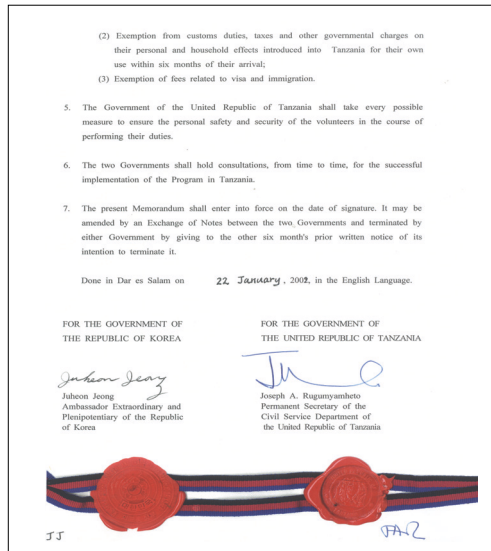 (2) Exemption from customs duties, taxes and other governmental charges on
their personal and household effects introduced into Tanzania for their own
use within six months of their arrival;
(3) Exemption of fees related to visa and immigration.
5. The Government of the United Republic of Tanzania shall take every possible
measure to ensure the personal safety and security of the volunteers in the course of
performing their duties.
6. The two Governments shall hold consultations, from time to time, for the successful
implementation of the Program in Tanzania.
7. The present Memorandum shall enter into force on the date of signature. It may be
amended by an Exchange of Notes between the two Governments and terminated by
either Government by giving to the other six month's prior written notice of its
intention to terminate it.
Done in Dar es Salam on 22 January, 2002, in the English Language.
FOR THE GOVERNMENT OF
THE REPUBLIC OF KOREA
Juheon Jeong
Juheon Jeong
Ambassador Extraordinary and
Plenipotentiary of the Republic
of Korea
FOR THE GOVERNMENT OF
THE UNITED REPUBLIC OF TANZANIA
Joseph A. Rugumyamheto
Permanent Secretary of the
Civil Service Department of
the United Republic of Tanzania
JJ
JAR